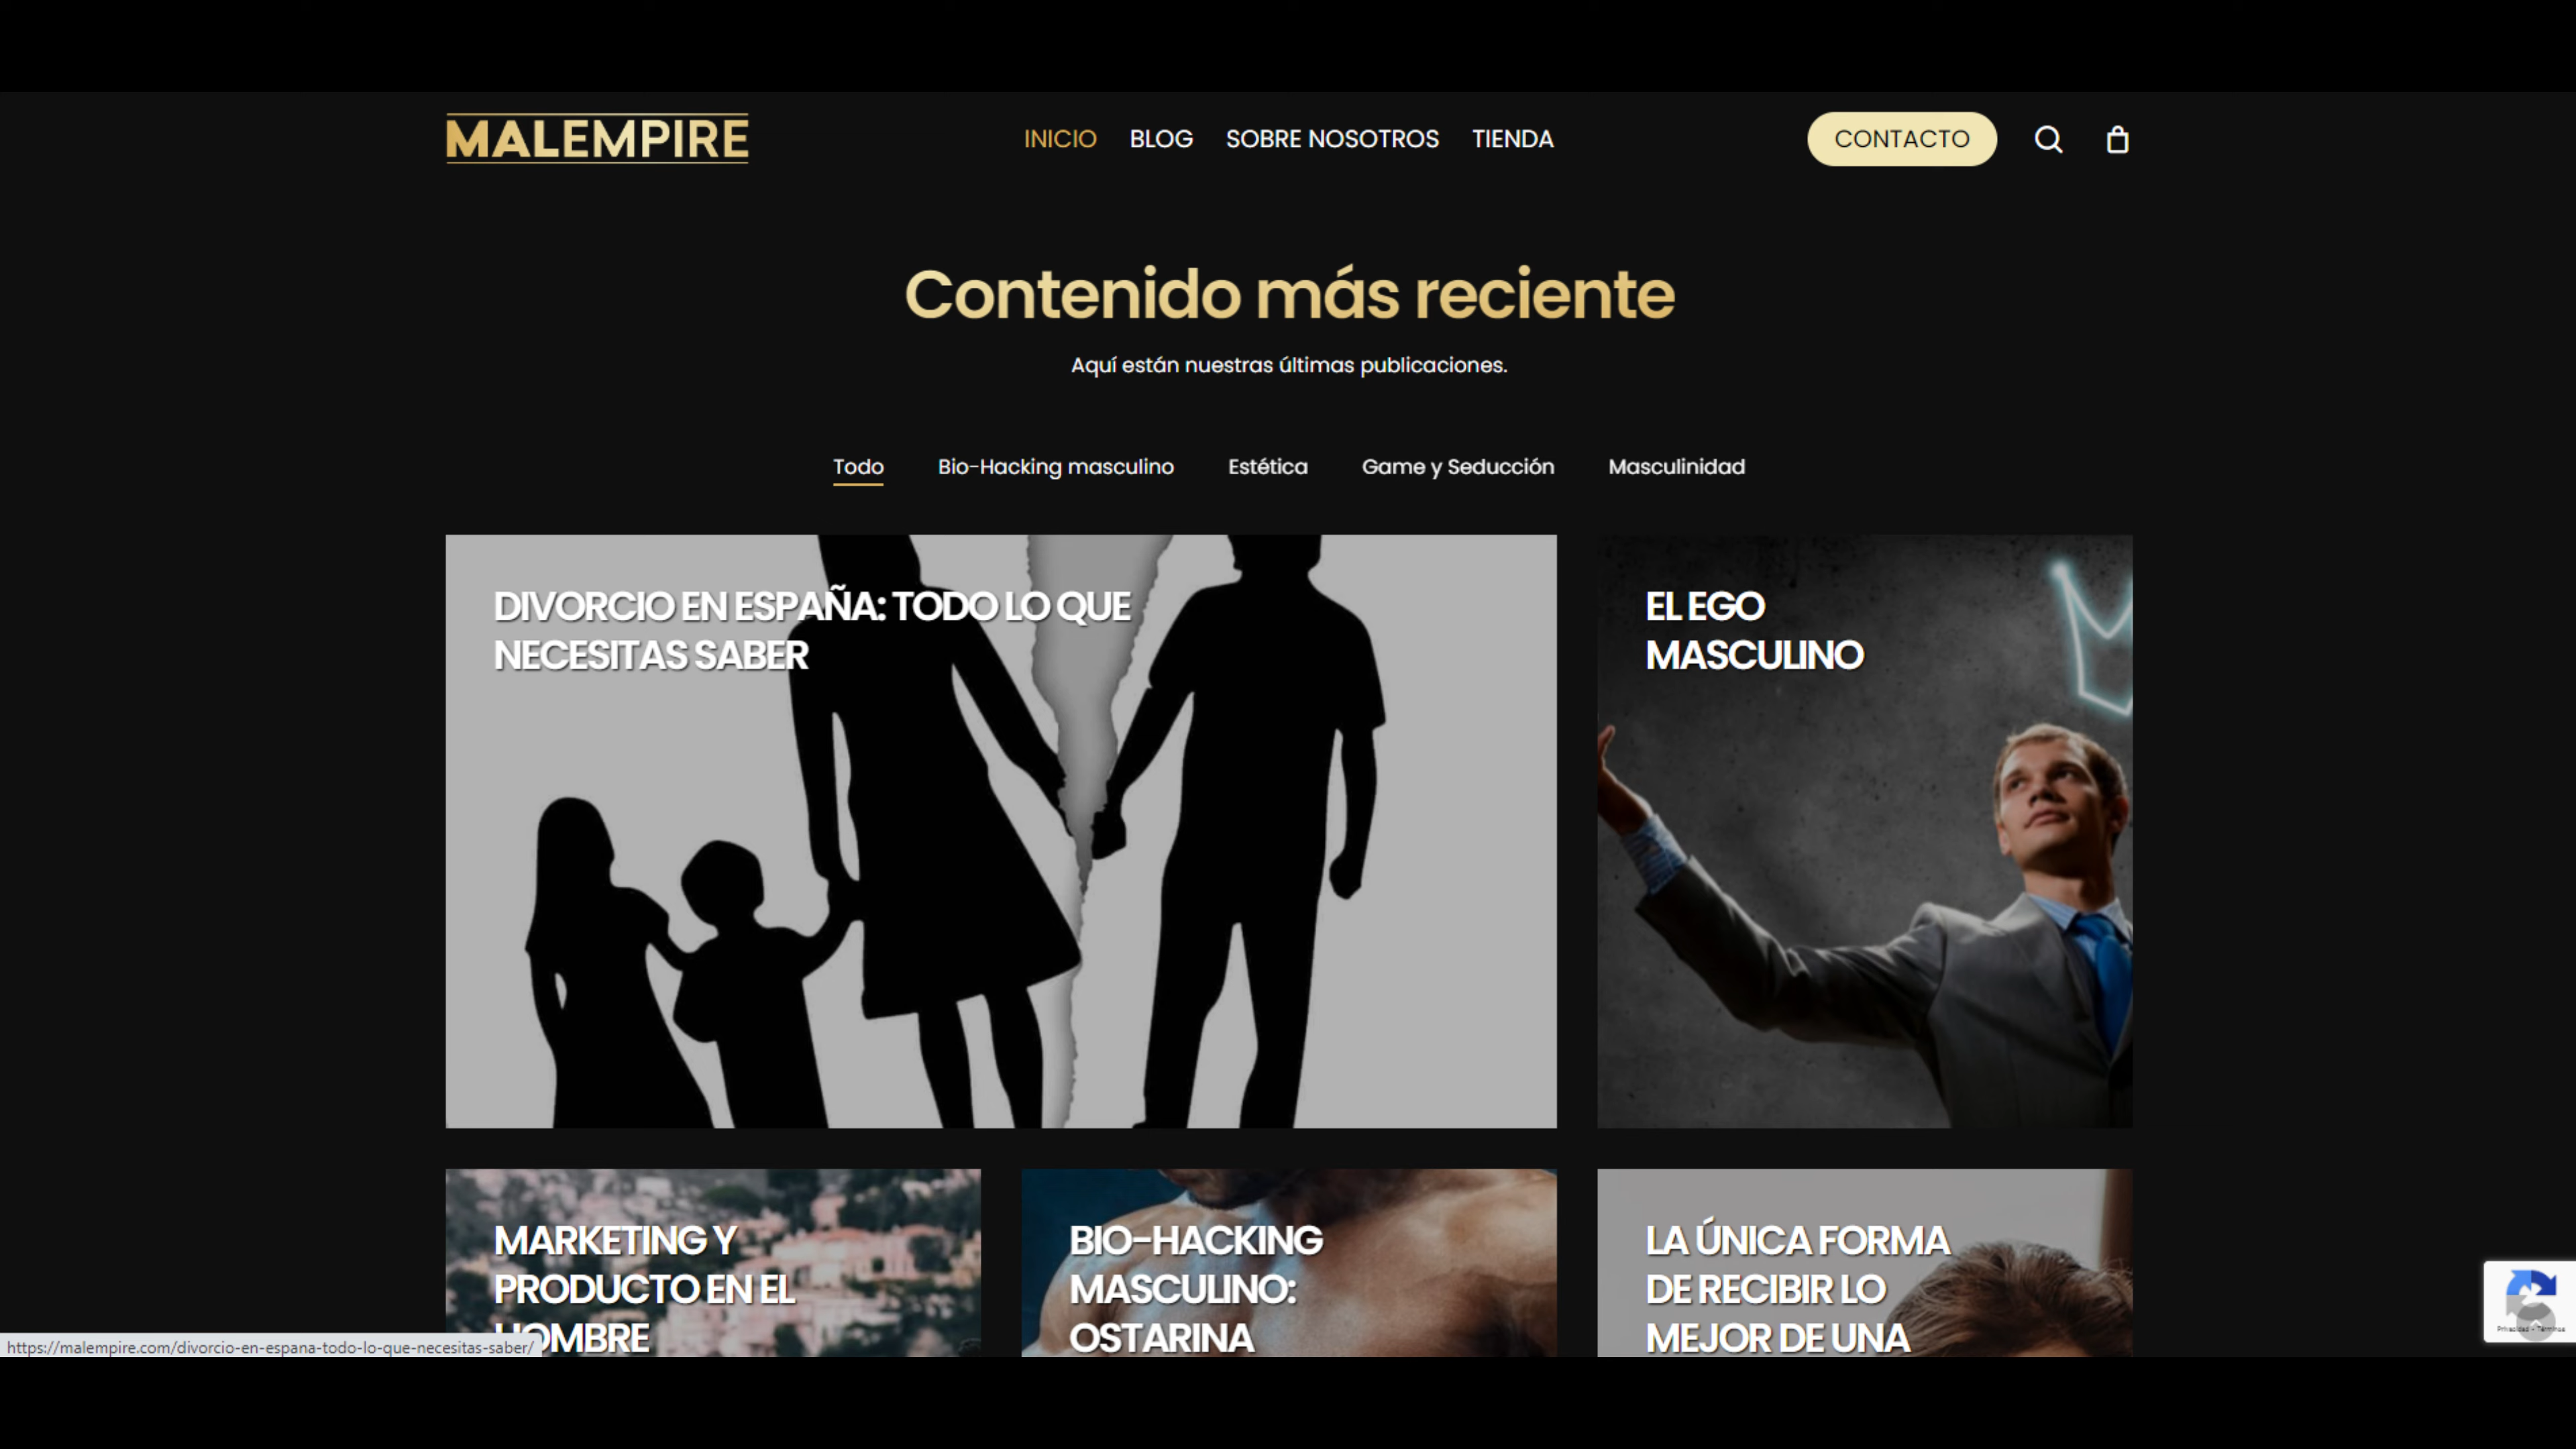 MALEMPIRE
INICIO BLOG SOBRE NOSOTROS TIENDA
CONTACTO
Contenido más reciente
Aquí están nuestras últimas publicaciones.
Todo Bio-Hacking masculino Estética Game y Seducción Masculinidad
DIVORCIO EN ESPAÑA: TODO LO QUE
NECESITAS SABER
EL EGO
MASCULINO
MARKETING Y
PRODUCTO EN EL
HOMBRE
BIO-HACKING
MASCULINO:
OSTARINA
LA ÚNICA FORMA
DE RECIBIR LO
MEJOR DE UNA
https://malempire.com/divorcio-en-espana-todo-lo-que-necesitas-saber/
Privacidad - Términos